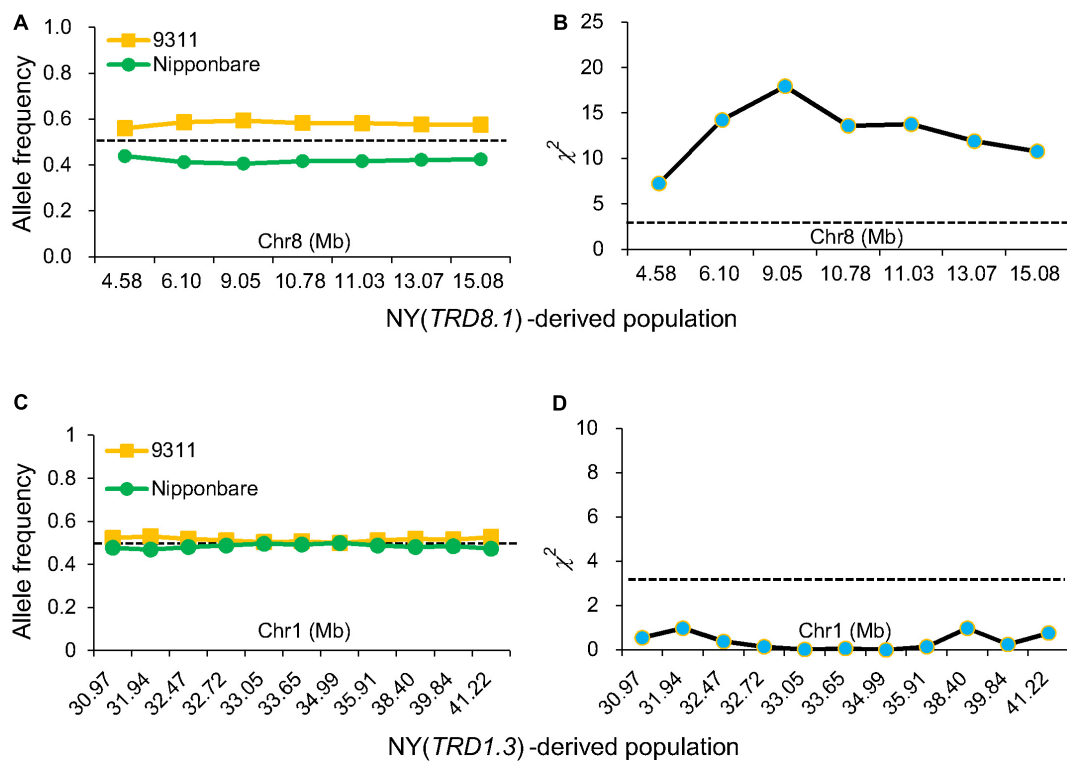 A
Allele frequency
1.0
0.8
0.6
0.4
0.2
0.0
9311
Nipponbare
Chr8 (Mb)
4.58 6.10 9.05 10.78 11.03 13.07 15.08
B
χ2
25
20
15
10
5
0
Chr8 (Mb)
4.58 6.10 9.05 10.78 11.03 13.07 15.08
NY(TRD8.1)-derived population
C
Allele frequency
1
0.8
0.6
0.4
0.2
0
9311
Nipponbare
Chr1 (Mb)
30.97 31.94 32.47 32.72 33.05 33.65 34.99 35.91 38.40 39.84 41.22
D
χ2
10
8
6
4
2
0
Chr1 (Mb)
30.97 31.94 32.47 32.72 33.05 33.65 34.99 35.91 38.40 39.84 41.22
NY(TRD1.3)-derived population